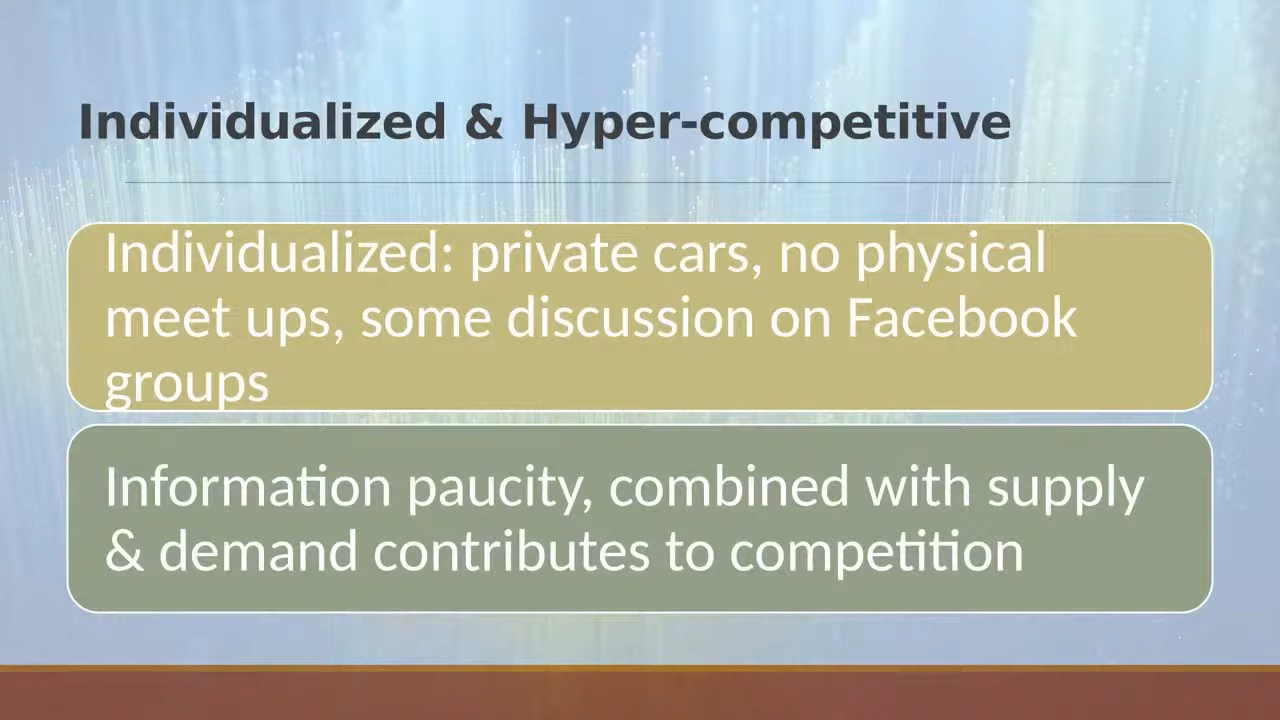 Individualized & Hyper-competitive
Individualized: private cars, no physical
meet ups, some discussion on Facebook
groups
Information paucity, combined with supply
& demand contributes to competition